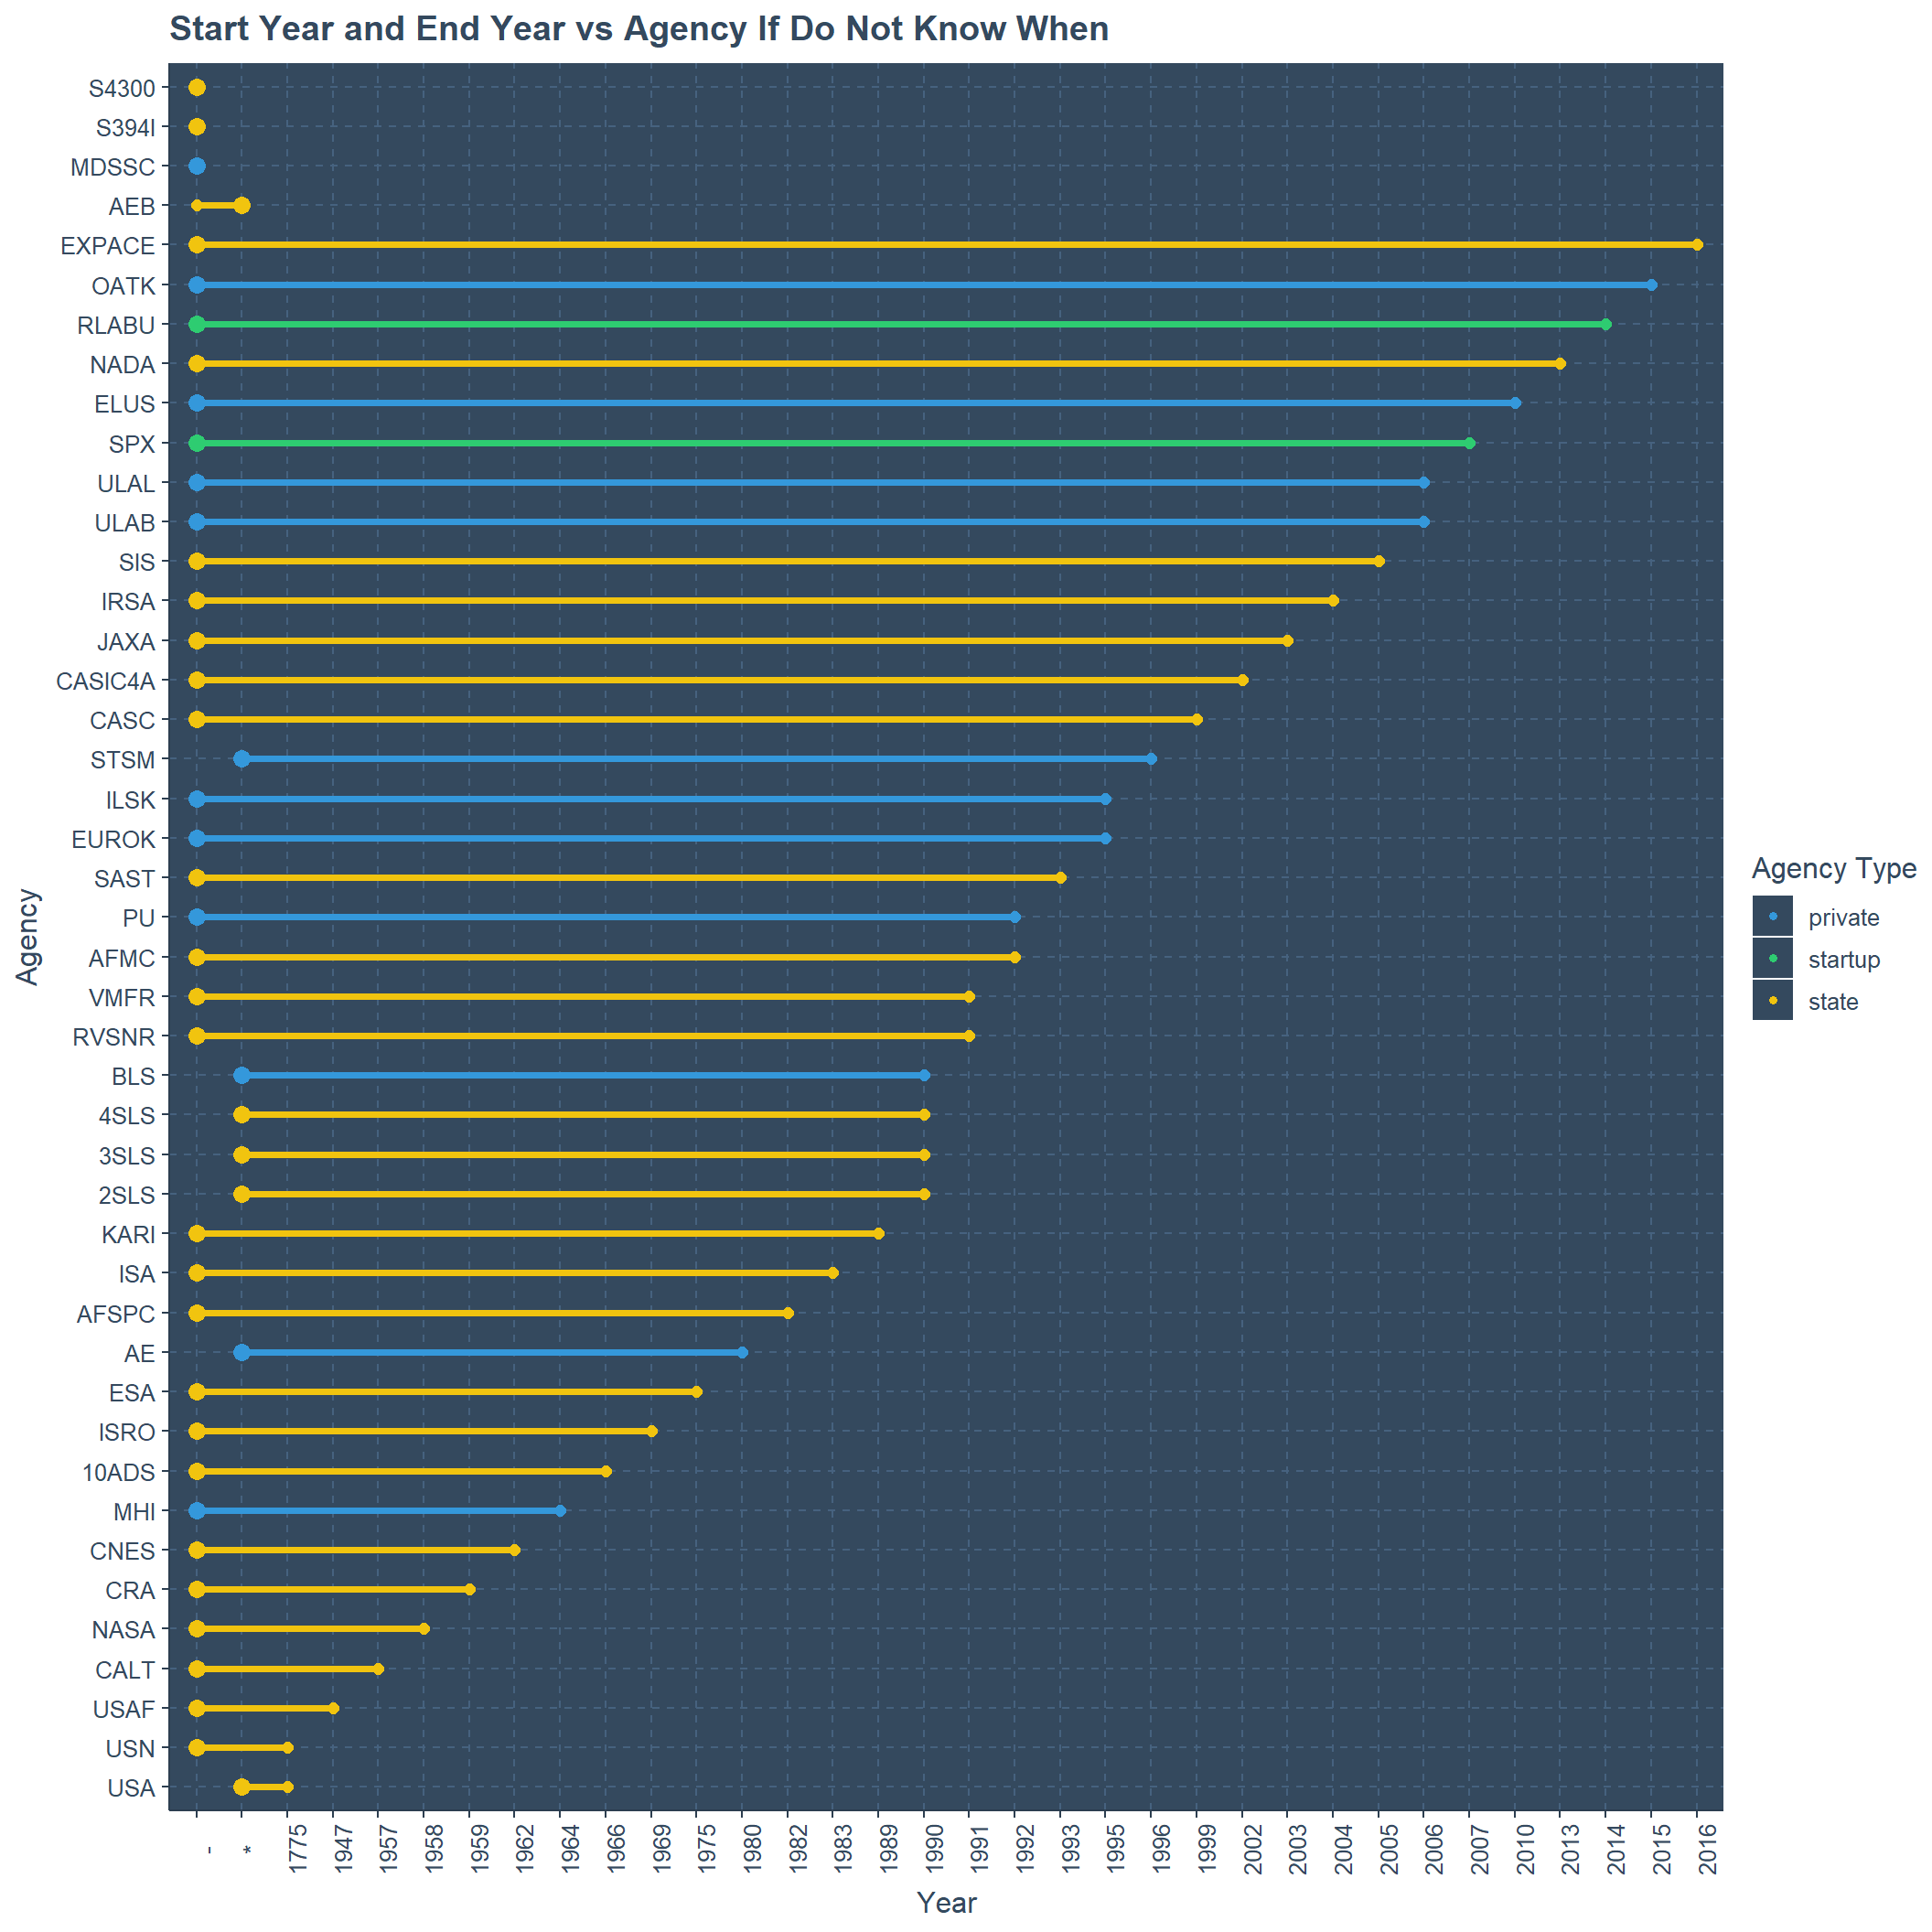 Start Year and End Year vs Agency If Do Not Know When
S4300
S394I
MDSSC
AEB
EXPACE
OATK
RLABU
NADA
ELUS
SPX
ULAL
ULAB
SIS
IRSA
JAXA
CASIC4A
CASC
STSM
ILSK
EUROK
SAST
PU
AFMC
VMFR
RVSNR
BLS
4SLS
3SLS
2SLS
KARI
ISA
AFSPC
AE
ESA
ISRO
10ADS
MHI
CNES
CRA
NASA
CALT
USAF
USN
USA
Agency
-
*
1775
1947
1957
1958
1959
1962
1964
1966
1969
1975
1980
1982
1983
1989
1990
1991
1992
1993
1995
1996
1999
2002
2003
2004
2005
2006
2007
2010
2013
2014
2015
2016
Year
Agency Type
private
startup
state